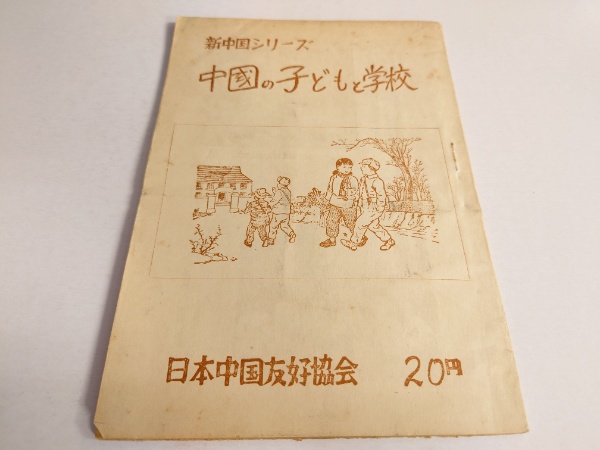 新中国シリーズ
中國の子どもと学校
日本中国友好協会 20円